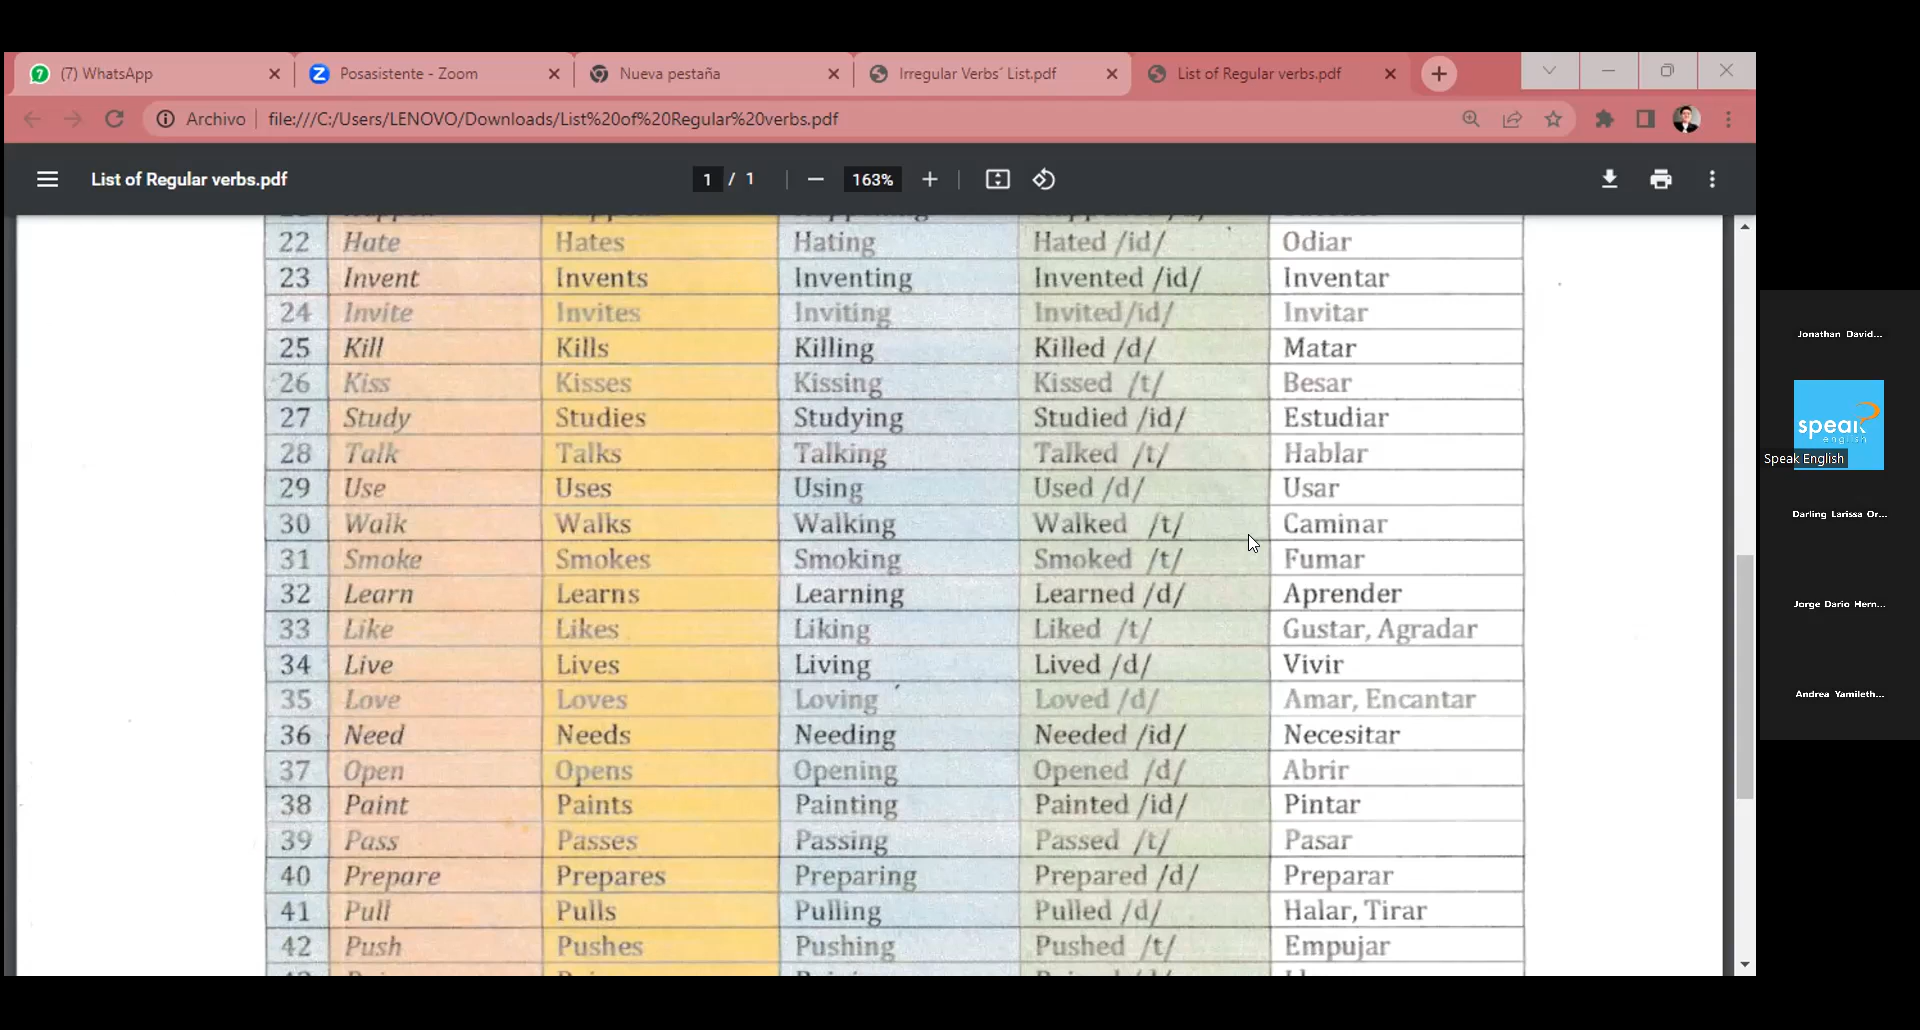 (7) WhatsApp
Posasistente - Zoom
Nueva pestaña
Irregular Verbs´ List.pdf
List of Regular verbs.pdf
Archivo file:///C:/Users/LENOVO/Downloads/List%20of%20Regular%20verbs.pdf
List of Regular verbs.pdf 1 / 1 163%
22 Hate Hates Hating Hated /id/ Odiar
23 Invent Invents Inventing Invented /id/ Inventar
24 Invite Invites Inviting Invited/id/ Invitar
25 Kill Kills Killing Killed /d/ Matar
26 Kiss Kisses Kissing Kissed /t/ Besar
27 Study Studies Studying Studied /id/ Estudiar
28 Talk Talks Talking Talked /t/ Hablar
29 Use Uses Using Used /d/ Usar
30 Walk Walks Walking Walked /t/ Caminar
31 Smoke Smokes Smoking Smoked /t/ Fumar
32 Learn Learns Learning Learned /d/ Aprender
33 Like Likes Liking Liked /t/ Gustar, Agradar
34 Live Lives Living Lived /d/ Vivir
35 Love Loves Loving Loved /d/ Amar, Encantar
36 Need Needs Needing Needed /id/ Necesitar
37 Open Opens Opening Opened /d/ Abrir
38 Paint Paints Painting Painted /id/ Pintar
39 Pass Passes Passing Passed /t/ Pasar
40 Prepare Prepares Preparing Prepared /d/ Preparar
41 Pull Pulls Pulling Pulled /d/ Halar, Tirar
42 Push Pushes Pushing Pushed /t/ Empujar
Jonathan David...
speak
english
Speak English
Darling Larissa Or...
Jorge Dario Hern...
Andrea Yamileth...